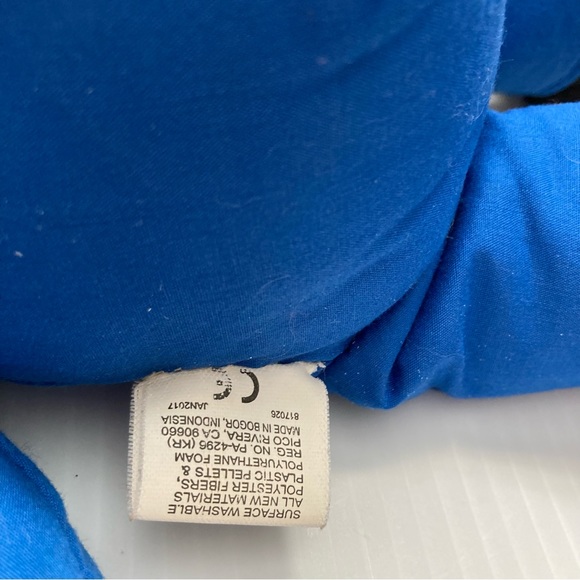 SURFACE WASHABLE
ALL NEW MATERIALS
POLYESTER FIBERS,
PLASTIC PELLETS &
POLYURETHANE FOAM
REG. NO. PA-4296 (KR)
PICO RIVERA, CA 90660
MADE IN BOGOR, INDONESIA
817026 JAN2017
CE